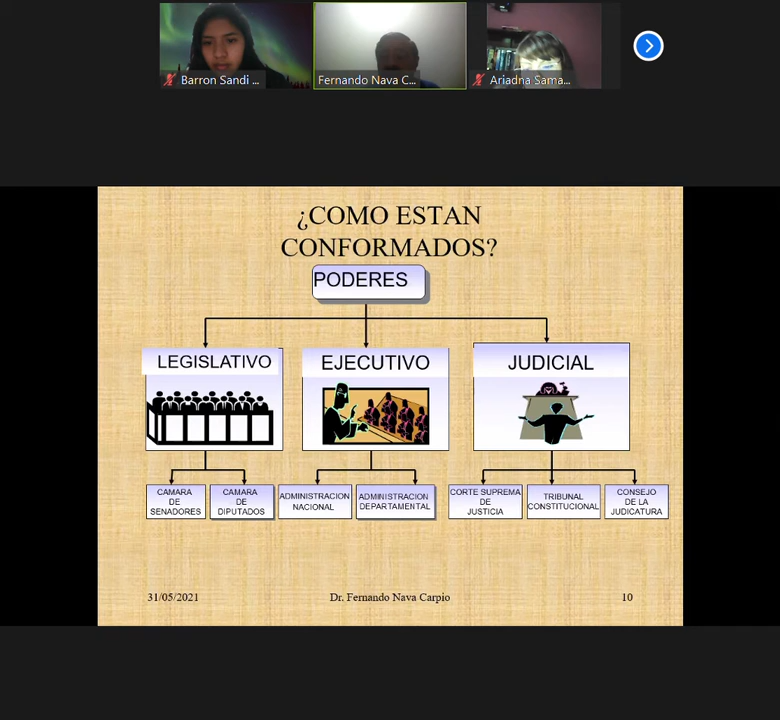 Barron Sandi ...
Fernando Nava C...
Ariadna Sama...
¿COMO ESTAN
CONFORMADOS?
PODERES
LEGISLATIVO
EJECUTIVO
JUDICIAL
CAMARA
DE
SENADORES
CAMARA
DE
DIPUTADOS
ADMINISTRACION
NACIONAL
ADMINISTRACION
DEPARTAMENTAL
CORTE SUPREMA
DE
JUSTICIA
TRIBUNAL
CONSTITUCIONAL
CONSEJO
DE LA
JUDICATURA
31/05/2021
Dr. Fernando Nava Carpio
10